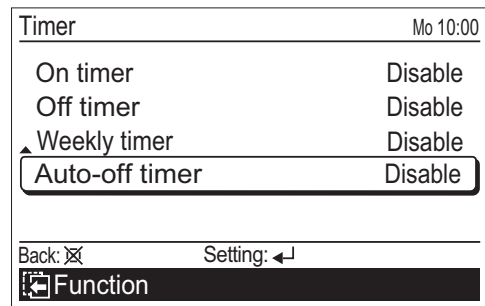 Timer Mo 10:00
On timer Disable
Off timer Disable
Weekly timer Disable
Auto-off timer Disable
Back: Setting:
Function